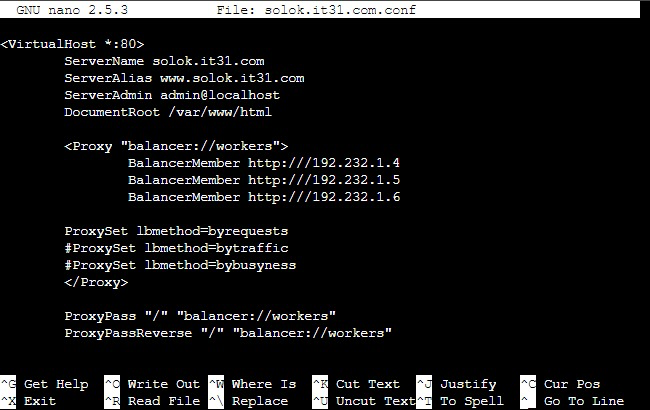 GNU nano 2.5.3 File: solok.it31.com.conf
<VirtualHost *:80>
ServerName solok.it31.com
ServerAlias www.solok.it31.com
ServerAdmin admin@localhost
DocumentRoot /var/www/html
<Proxy "balancer://workers">
BalancerMember http:///192.232.1.4
BalancerMember http:///192.232.1.5
BalancerMember http:///192.232.1.6
ProxySet lbmethod=byrequests
#ProxySet lbmethod=bytraffic
#ProxySet lbmethod=bybusyness
</Proxy>
ProxyPass "/" "balancer://workers"
ProxyPassReverse "/" "balancer://workers"
^G Get Help ^O Write Out ^W Where Is ^K Cut Text ^J Justify ^C Cur Pos
^X Exit ^R Read File ^\ Replace ^U Uncut Text ^T To Spell ^_ Go To Line